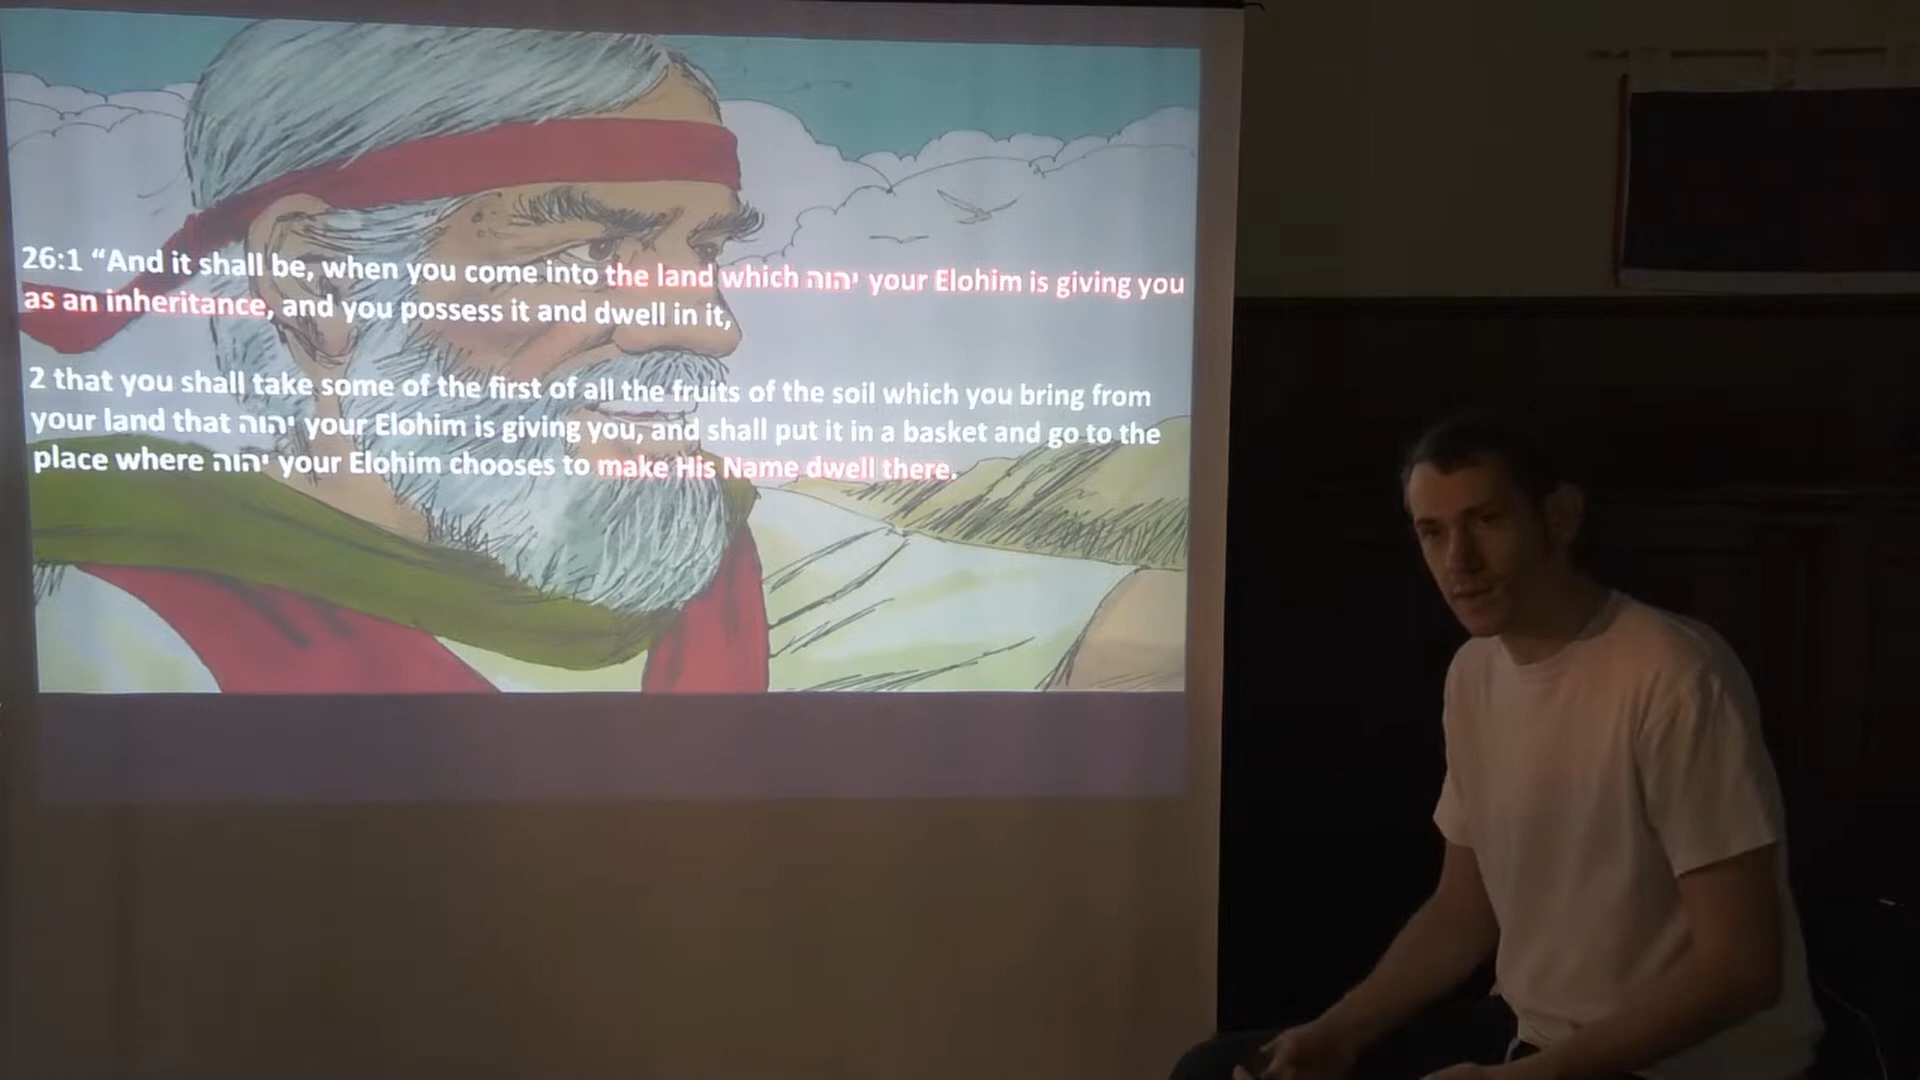 26:1 “And it shall be, when you come into the land which יהוה your Elohim is giving you
as an inheritance, and you possess it and dwell in it,
2 that you shall take some of the first of all the fruits of the soil which you bring from
your land that יהוה your Elohim is giving you, and shall put it in a basket and go to the
place where יהוה your Elohim chooses to make His Name dwell there.